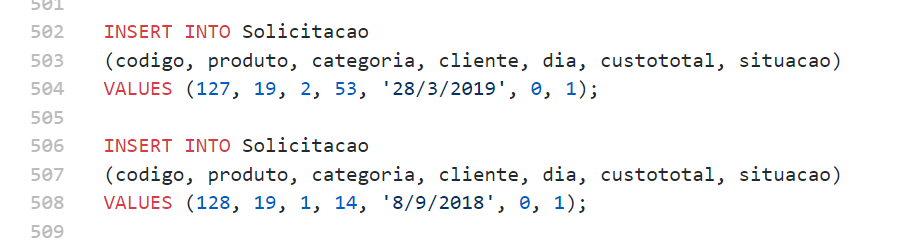 501
502 INSERT INTO Solicitacao
503 (codigo, produto, categoria, cliente, dia, custototal, situacao)
504 VALUES (127, 19, 2, 53, '28/3/2019', 0, 1);
505
506 INSERT INTO Solicitacao
507 (codigo, produto, categoria, cliente, dia, custototal, situacao)
508 VALUES (128, 19, 1, 14, '8/9/2018', 0, 1);
509